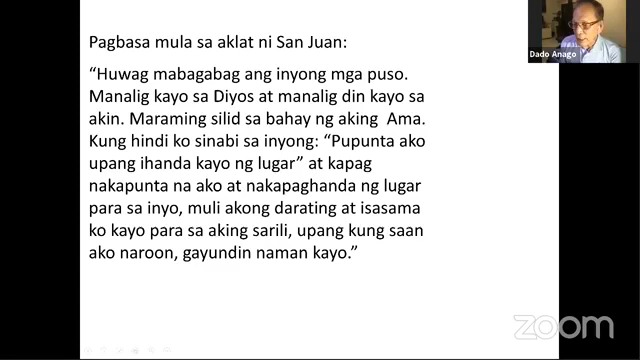 Pagbasa mula sa aklat ni San Juan:
“Huwag mabagabag ang inyong mga puso.
Manalig kayo sa Diyos at manalig din kayo sa
akin. Maraming silid sa bahay ng aking  Ama.
Kung hindi ko sinabi sa inyong: “Pupunta ako
upang ihanda kayo ng lugar” at kapag
nakapunta na ako at nakapaghanda ng lugar
para sa inyo, muli akong darating at isasama
ko kayo para sa aking sarili, upang kung saan
ako naroon, gayundin naman kayo.”
Dado Anago
zoom